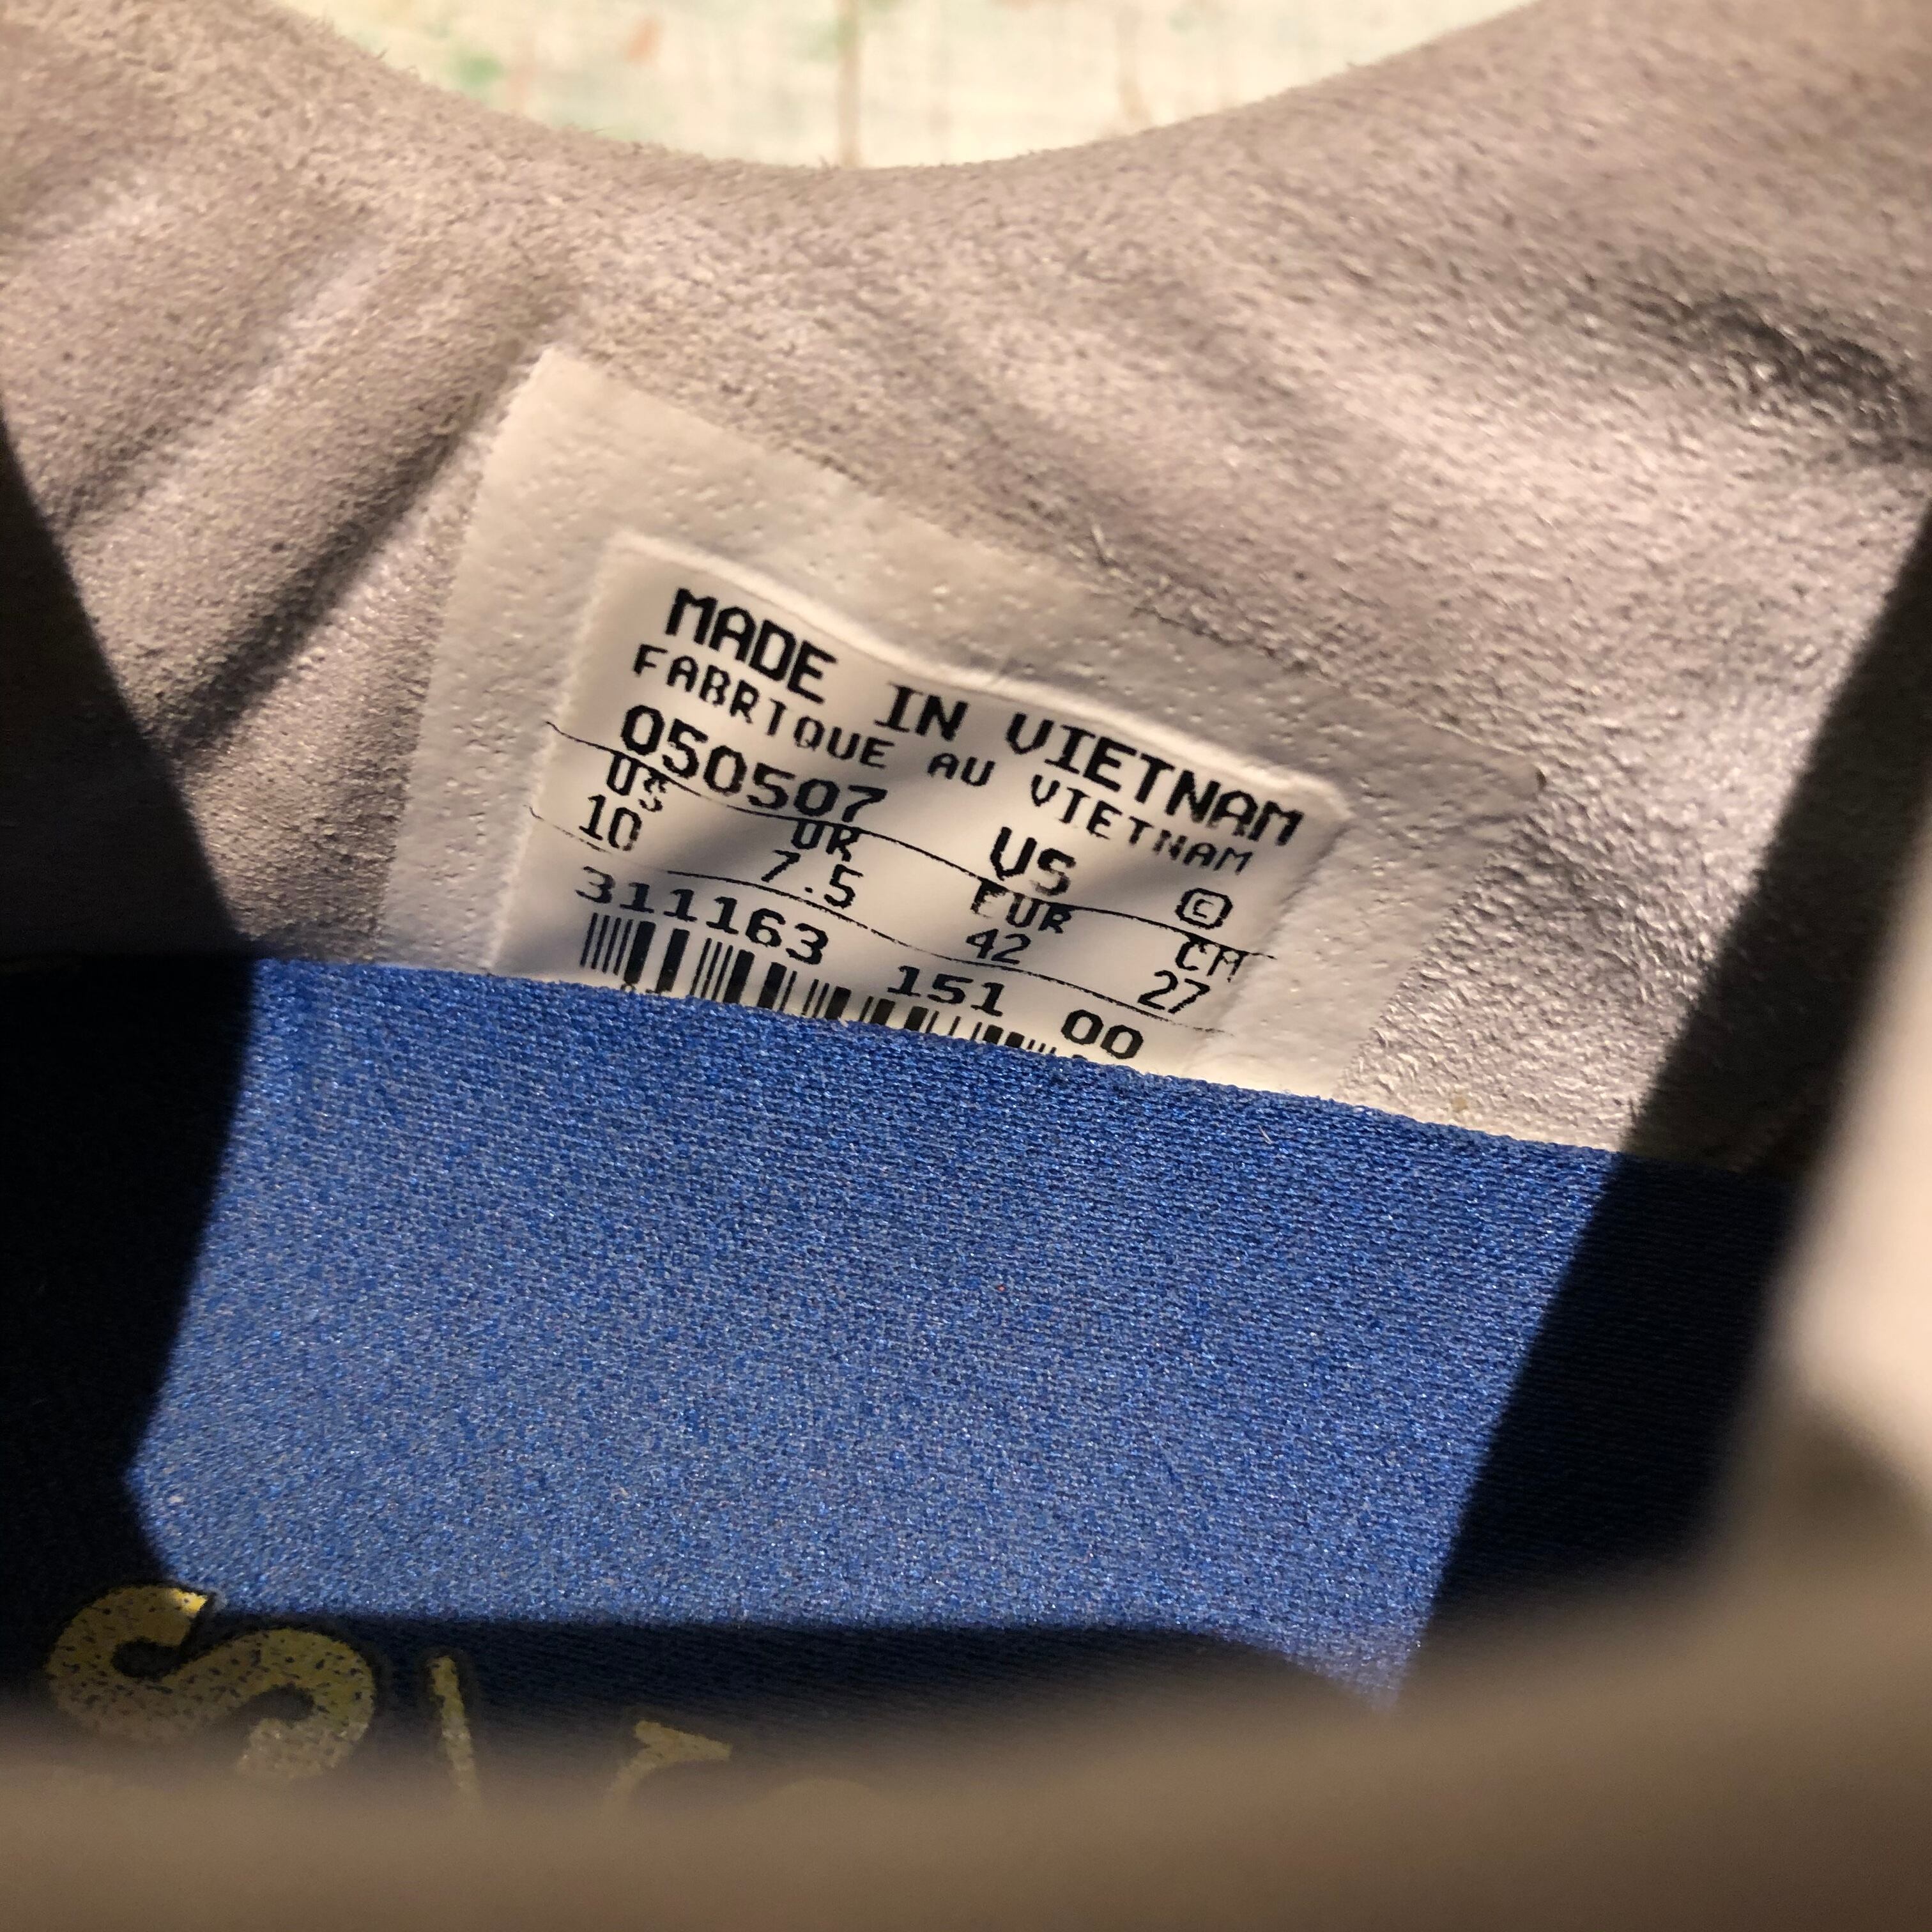 MADE IN VIETNAM
FABRIQUE AU VIETNAM
050507 VS ©
US UK EUR CM
10 7.5 42 27
311163 151 00